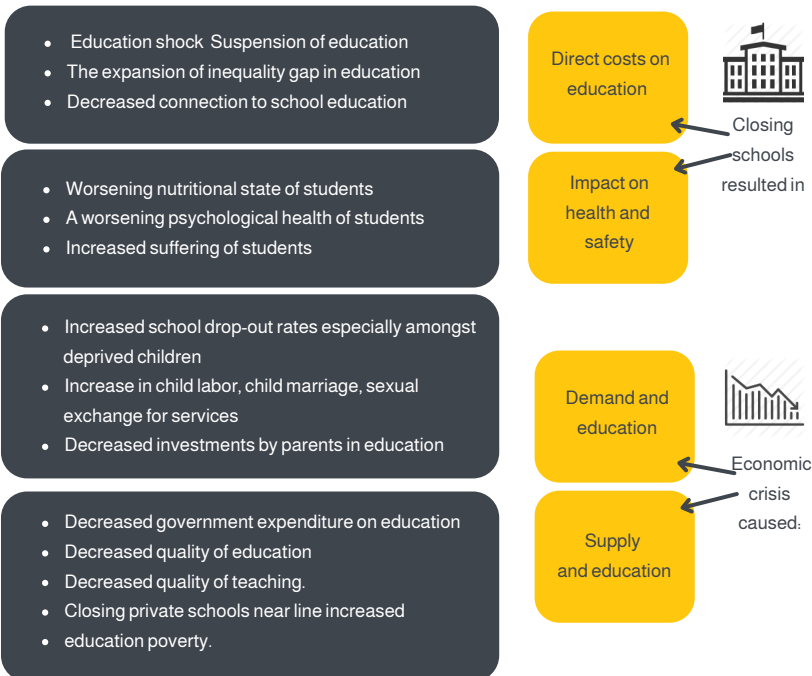 • Education shock Suspension of education
• The expansion of inequality gap in education
• Decreased connection to school education
Direct costs on
education
Closing
schools
resulted in
• Worsening nutritional state of students
• A worsening psychological health of students
• Increased suffering of students
Impact on
health and
safety
• Increased school drop-out rates especially amongst
deprived children
• Increase in child labor, child marriage, sexual
exchange for services
• Decreased investments by parents in education
Demand and
education
Economic
crisis
caused:
• Decreased government expenditure on education
• Decreased quality of education
• Decreased quality of teaching.
• Closing private schools near line increased
• education poverty.
Supply
and education